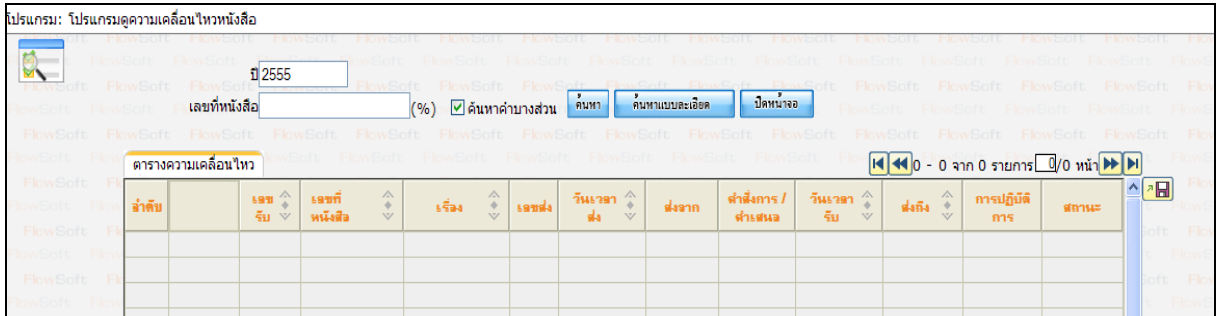 โปรแกรม: โปรแกรมดูความเคลื่อนไหวหนังสือ
ปี 2555
เลขที่หนังสือ (%) ค้นหาคำบางส่วน ค้นหา ค้นหาแบบละเอียด ปิดหน้าจอ
ตารางความเคลื่อนไหว 0 - 0 จาก 0 รายการ 0/0 หน้า
ลำดับ เลขรับ เลขที่หนังสือ เรื่อง เลขส่ง วันเวลาส่ง ส่งจาก คำสั่งการ / คำเสนอ วันเวลารับ ส่งถึง การปฏิบัติการ สถานะ